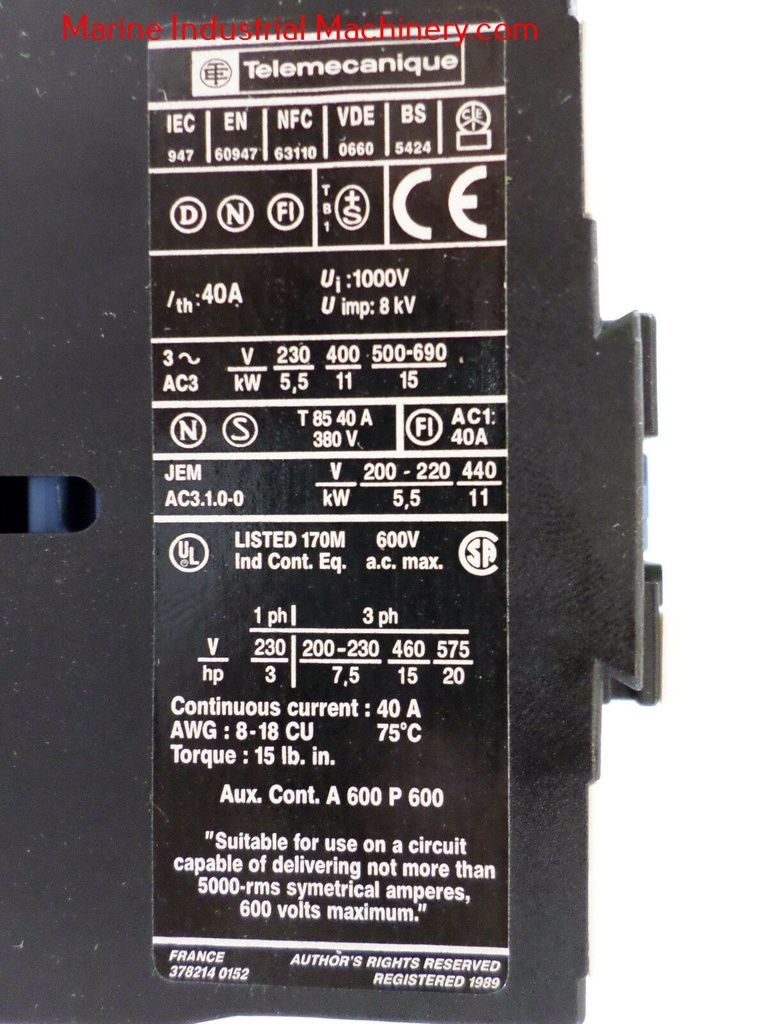 Marine Industrial Machinery.com
Telemecanique
IEC EN NFC VDE BS
947 60947 63110 0660 5424
D N FI TB1 S CE
Ith : 40A Ui : 1000V
U imp: 8 kV
3 ~ V 230 400 500-690
AC3 kW 5,5 11 15
N S T 85 40 A FI AC1:
380 V 40A
JEM V 200 - 220 440
AC3.1.0-0 kW 5,5 11
UL LISTED 170M 600V SA
Ind Cont. Eq. a.c. max.
1 ph 3 ph
V 230 200-230 460 575
hp 3 7,5 15 20
Continuous current : 40 A
AWG : 8-18 CU 75°C
Torque : 15 lb. in.
Aux. Cont. A 600 P 600
"Suitable for use on a circuit
capable of delivering not more than
5000-rms symetrical amperes,
600 volts maximum."
FRANCE AUTHOR'S RIGHTS RESERVED
378214 0152 REGISTERED 1989